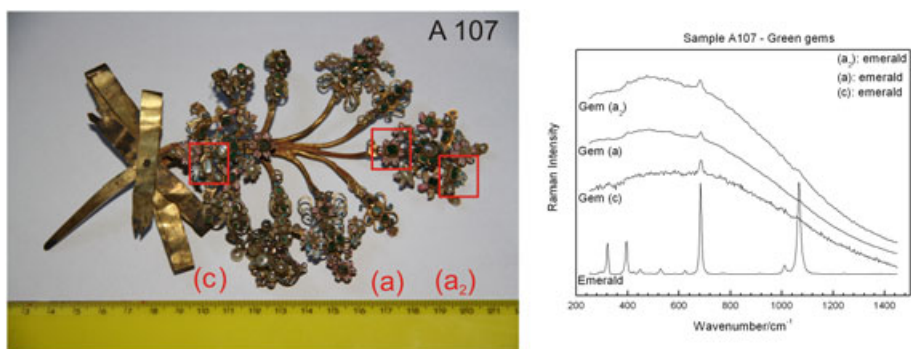 A 107
(c)
(a)
(a₂)
Sample A107 - Green gems
(a₂): emerald
(a): emerald
(c): emerald
Gem (a₂)
Gem (a)
Gem (c)
Emerald
Raman Intensity
200 400 600 800 1000 1200 1400
Wavenumber/cm⁻¹